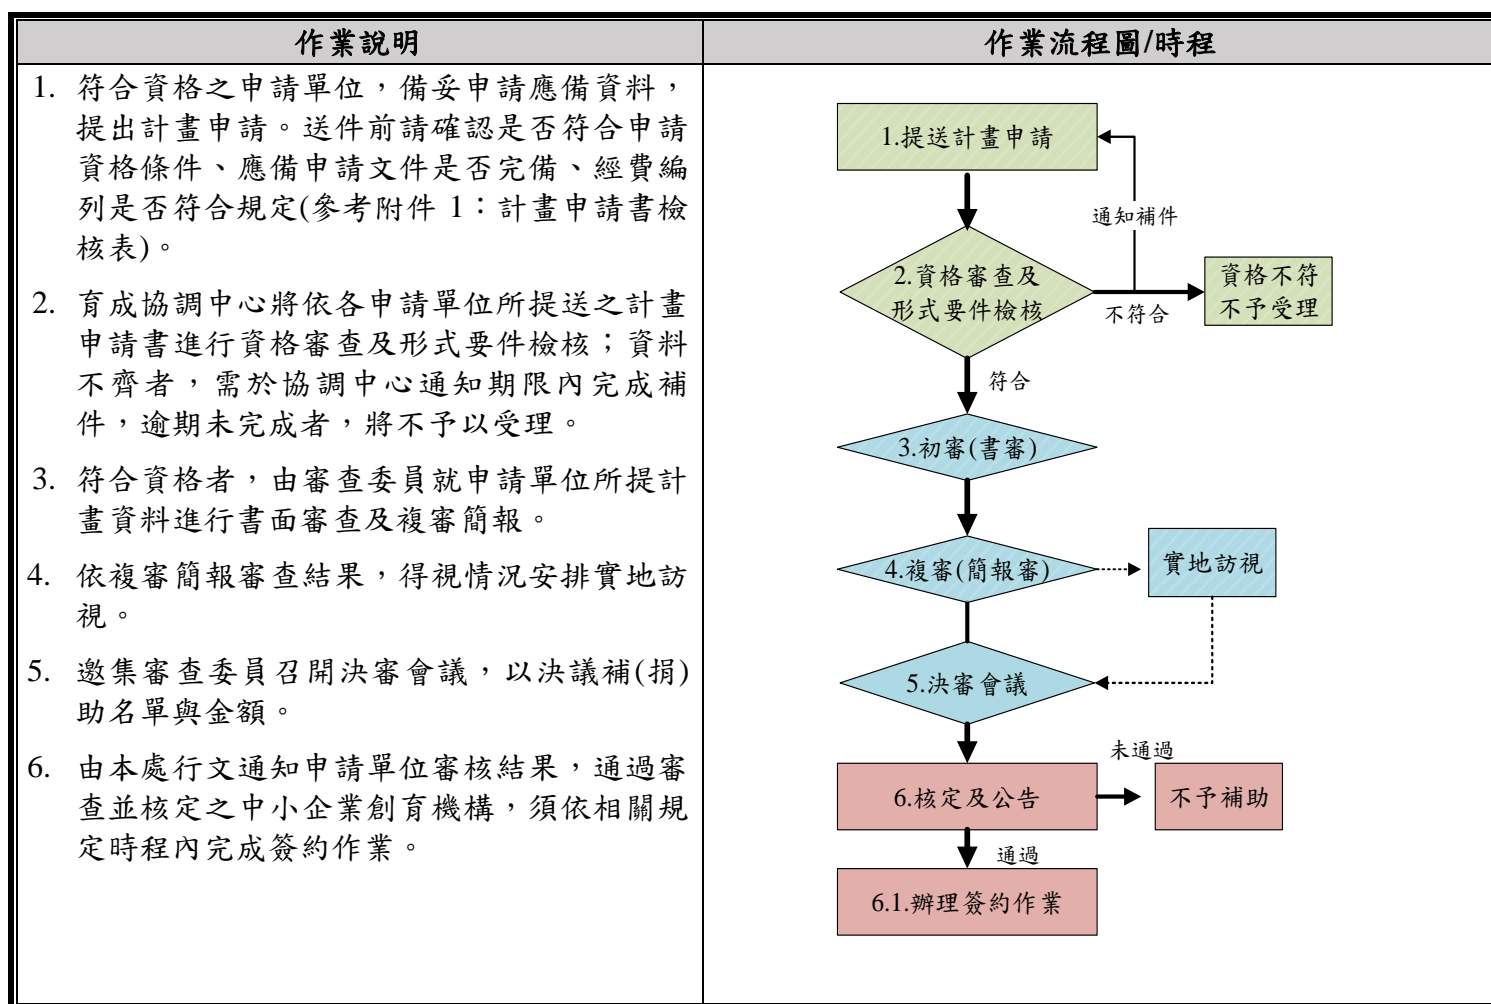 作業說明
作業流程圖/時程
1. 符合資格之申請單位，備妥申請應備資料，
提出計畫申請。送件前請確認是否符合申請
資格條件、應備申請文件是否完備、經費編
列是否符合規定(參考附件 1：計畫申請書檢
核表)。
2. 育成協調中心將依各申請單位所提送之計畫
申請書進行資格審查及形式要件檢核；資料
不齊者，需於協調中心通知期限內完成補
件，逾期未完成者，將不予以受理。
3. 符合資格者，由審查委員就申請單位所提計
畫資料進行書面審查及複審簡報。
4. 依複審簡報審查結果，得視情況安排實地訪
視。
5. 邀集審查委員召開決審會議，以決議補(捐)
助名單與金額。
6. 由本處行文通知申請單位審核結果，通過審
查並核定之中小企業創育機構，須依相關規
定時程內完成簽約作業。
1.提送計畫申請
通知補件
2.資格審查及
形式要件檢核
不符合
資格不符
不予受理
符合
3.初審(書審)
4.複審(簡報審)
實地訪視
5.決審會議
未通過
6.核定及公告
不予補助
通過
6.1.辦理簽約作業